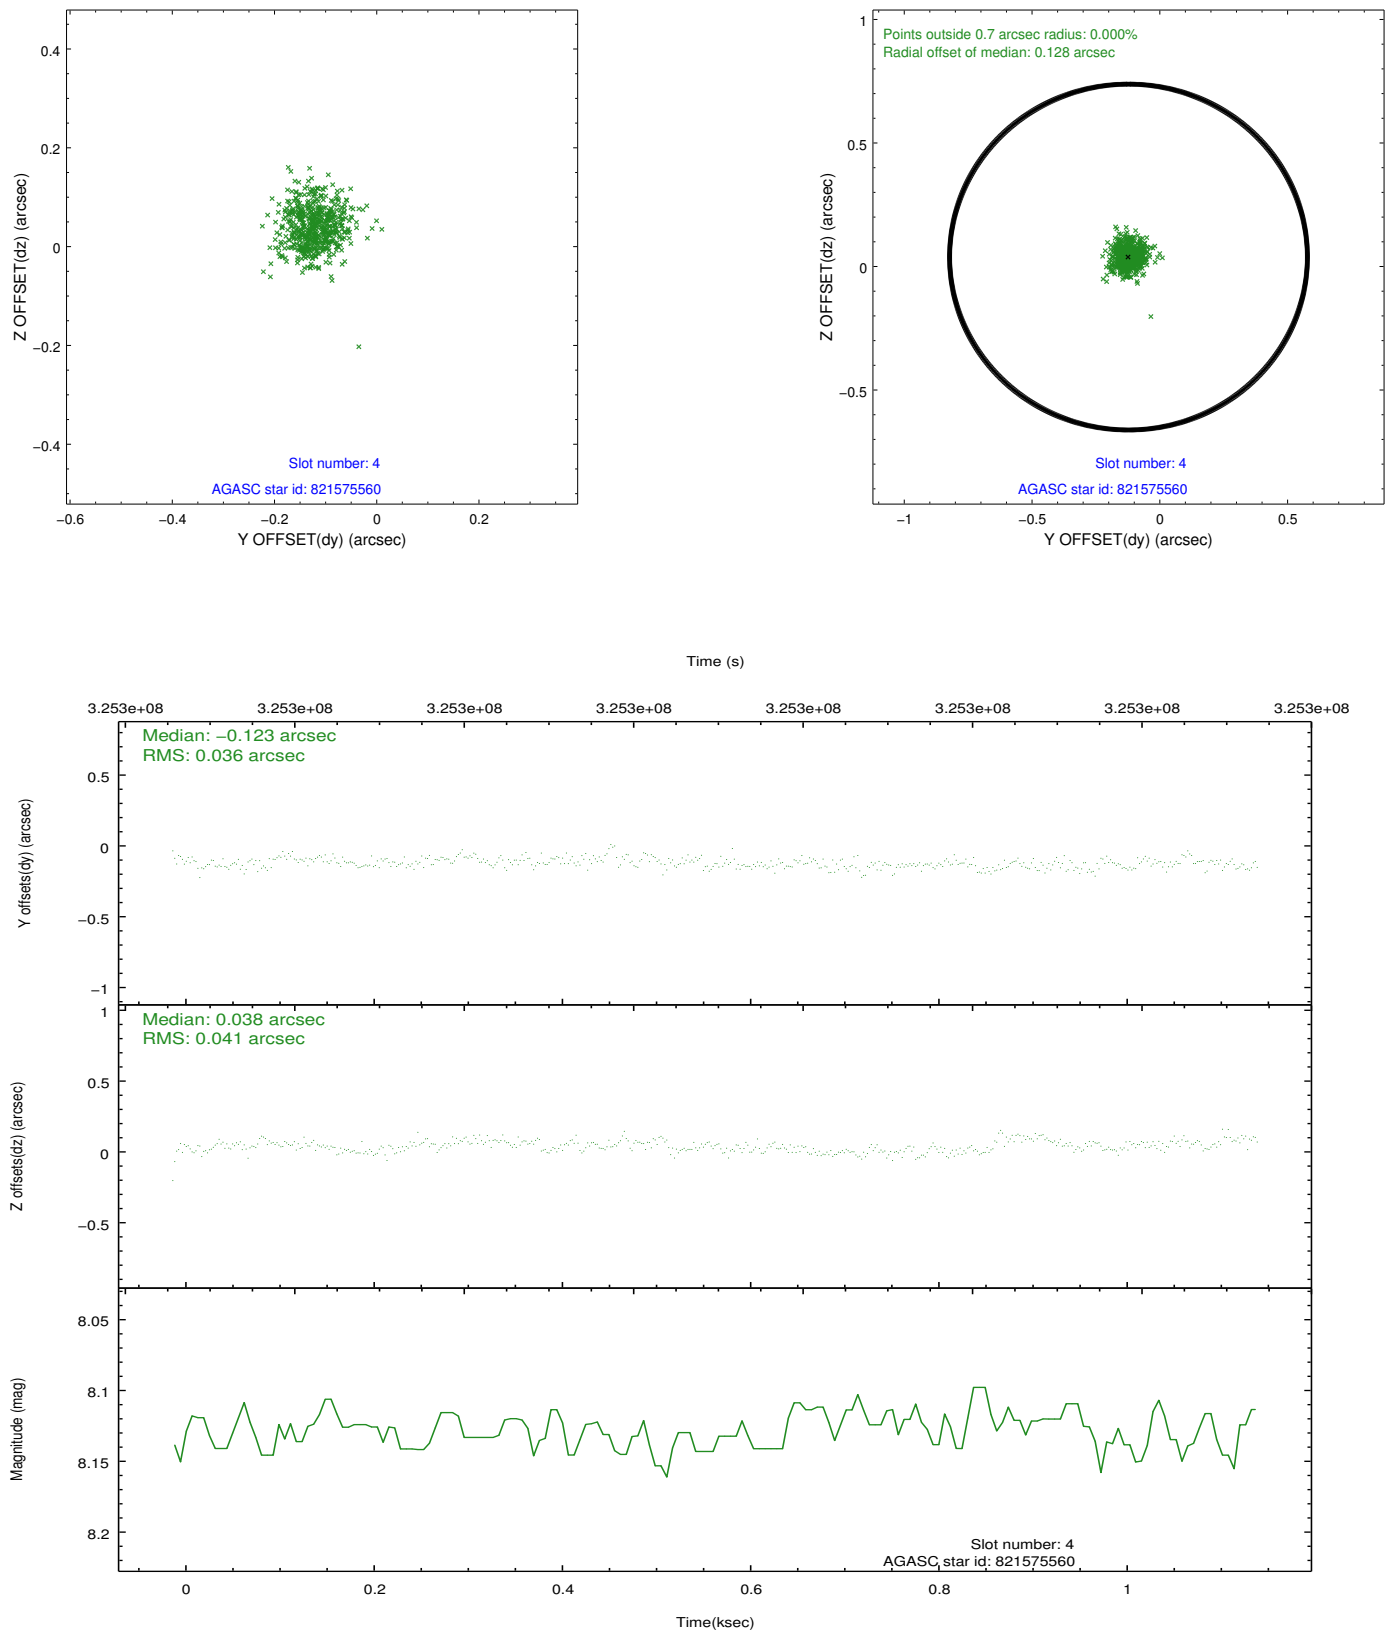 0.4
0.2
0
−0.2
−0.4
Z OFFSET(dz) (arcsec)
Slot number: 4
AGASC star id: 821575560
−0.6 −0.4 −0.2 0 0.2
Y OFFSET(dy) (arcsec)
Points outside 0.7 arcsec radius: 0.000%
Radial offset of median: 0.128 arcsec
1
0.5
0
−0.5
Z OFFSET(dz) (arcsec)
Slot number: 4
AGASC star id: 821575560
−1 −0.5 0 0.5
Y OFFSET(dy) (arcsec)
Time (s)
3.253e+08 3.253e+08 3.253e+08 3.253e+08 3.253e+08 3.253e+08 3.253e+08 3.253e+08
Median: −0.123 arcsec
RMS: 0.036 arcsec
0.5
0
−0.5
−1
Y offsets(dy) (arcsec)
Median: 0.038 arcsec
RMS: 0.041 arcsec
1
0.5
0
−0.5
Z offsets(dz) (arcsec)
8.05
8.1
8.15
8.2
Magnitude (mag)
Slot number: 4
AGASC star id: 821575560
0 0.2 0.4 0.6 0.8 1
Time(ksec)